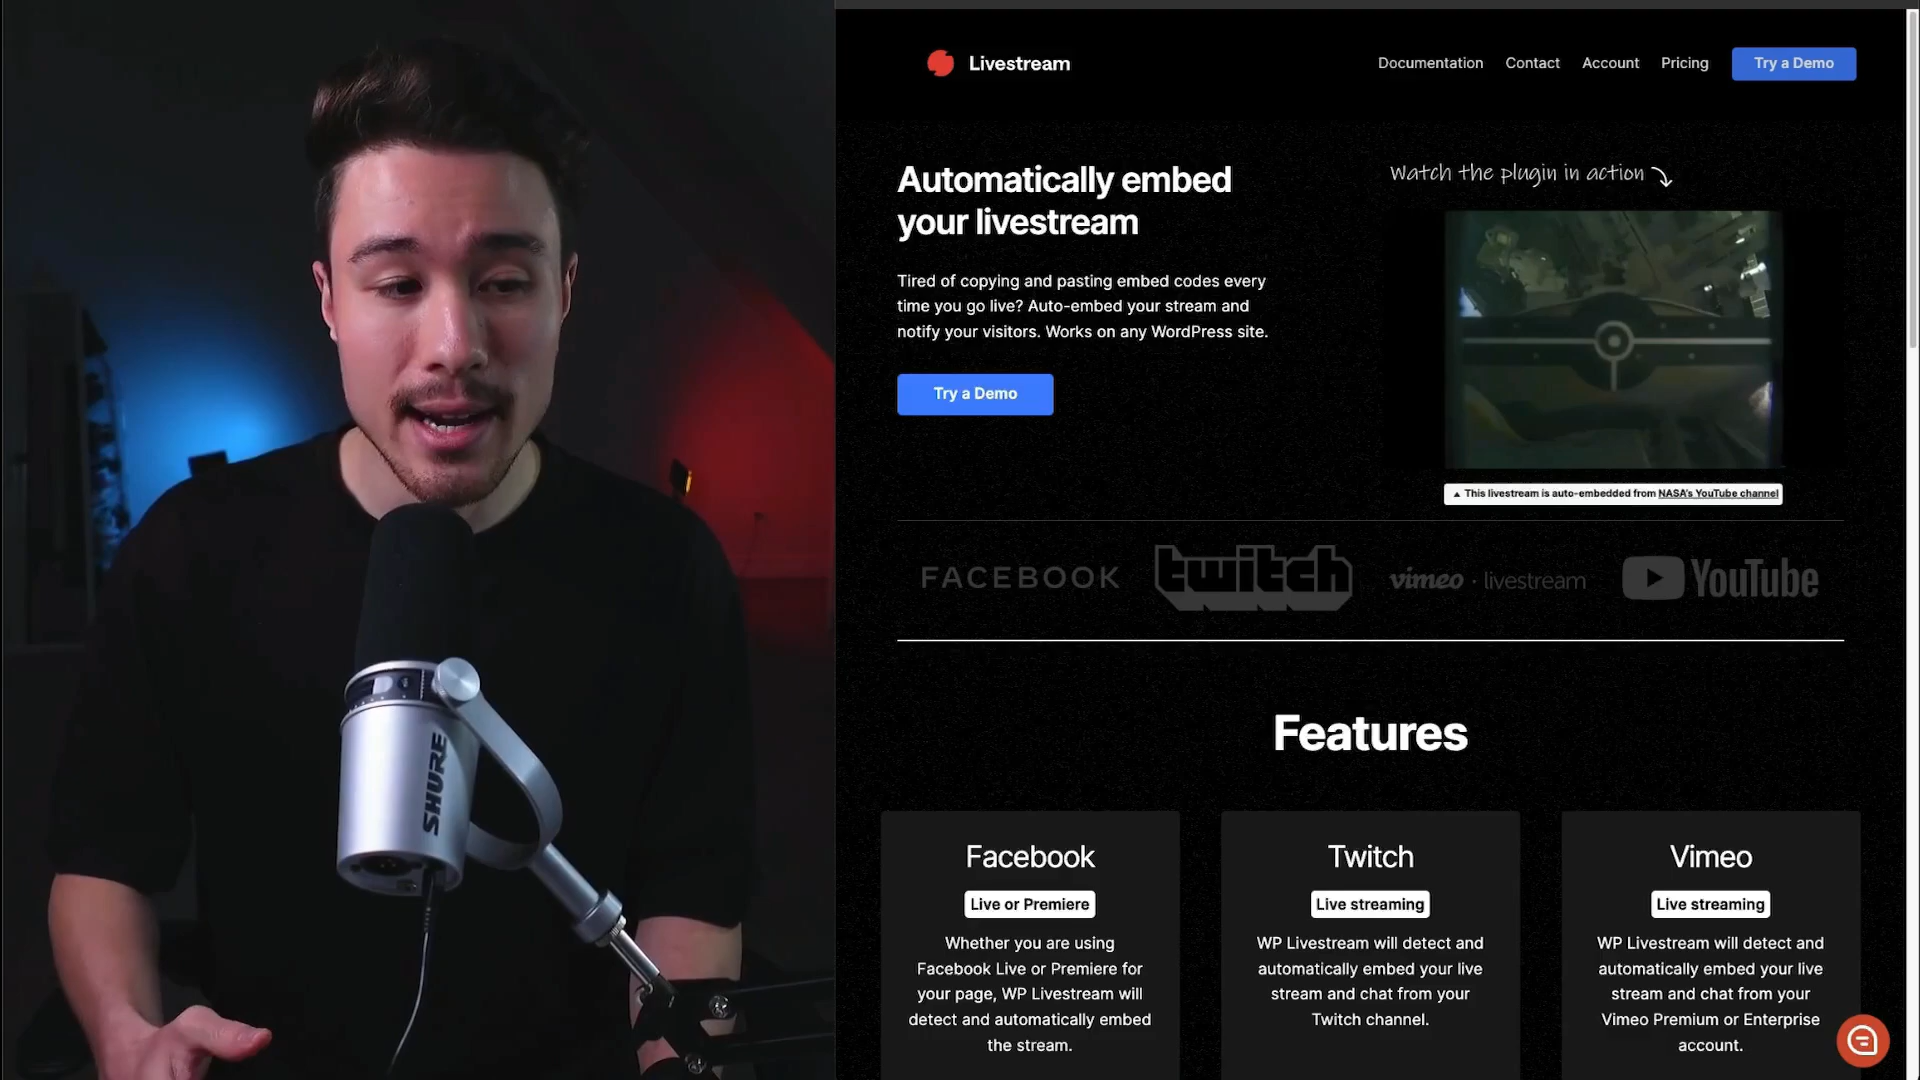 Livestream
Documentation
Contact
Account
Pricing
Try a Demo
Automatically embed
your livestream
Tired of copying and pasting embed codes every
time you go live? Auto-embed your stream and
notify your visitors. Works on any WordPress site.
Try a Demo
Watch the plugin in action
▲ This livestream is auto-embedded from NASA's YouTube channel
FACEBOOK
twitch
vimeo · livestream
YouTube
Features
Facebook
Live or Premiere
Whether you are using
Facebook Live or Premiere for
your page, WP Livestream will
detect and automatically embed
the stream.
Twitch
Live streaming
WP Livestream will detect and
automatically embed your live
stream and chat from your
Twitch channel.
Vimeo
Live streaming
WP Livestream will detect and
automatically embed your live
stream and chat from your
Vimeo Premium or Enterprise
account.
SHURE